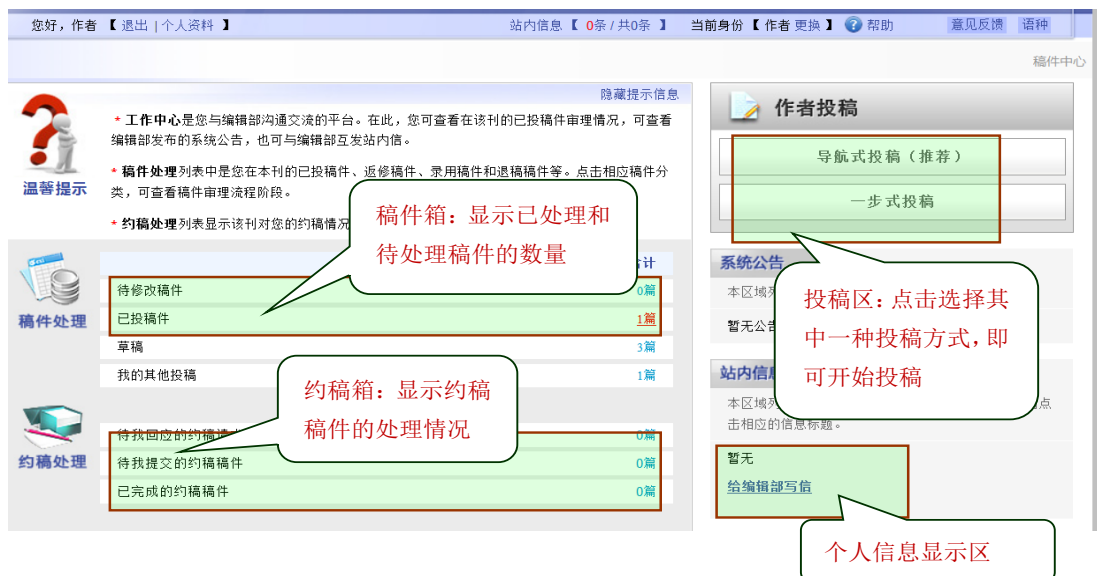 您好，作者 【 退出 | 个人资料 】 站内信息【 0条 / 共0条 】 当前身份【 作者 更换 】 帮助 意见反馈 语种
稿件中心
隐藏提示信息
* 工作中心是您与编辑部沟通交流的平台。在此，您可查看在该刊的已投稿件审理情况，可查看
编辑部发布的系统公告，也可与编辑部互发站内信。
* 稿件处理列表中是您在本刊的已投稿件、返修稿件、录用稿件和退稿稿件等。点击相应稿件分
类，可查看稿件审理流程阶段。
* 约稿处理列表显示该刊对您的约稿情况
温馨提示
稿件箱：显示已处理和
待处理稿件的数量
计
稿件处理
待修改稿件 0篇
已投稿件 1篇
草稿 3篇
我的其他投稿 1篇
约稿箱：显示约稿
稿件的处理情况
约稿处理
待我回应的约稿 0篇
待我提交的约稿稿件 0篇
已完成的约稿稿件 0篇
作者投稿
导航式投稿（推荐）
一步式投稿
系统公告
本区域
暂无公告
投稿区：点击选择其
中一种投稿方式，即
可开始投稿
站内信息
本区域 点
击相应的信息标题。
暂无
给编辑部写信
个人信息显示区